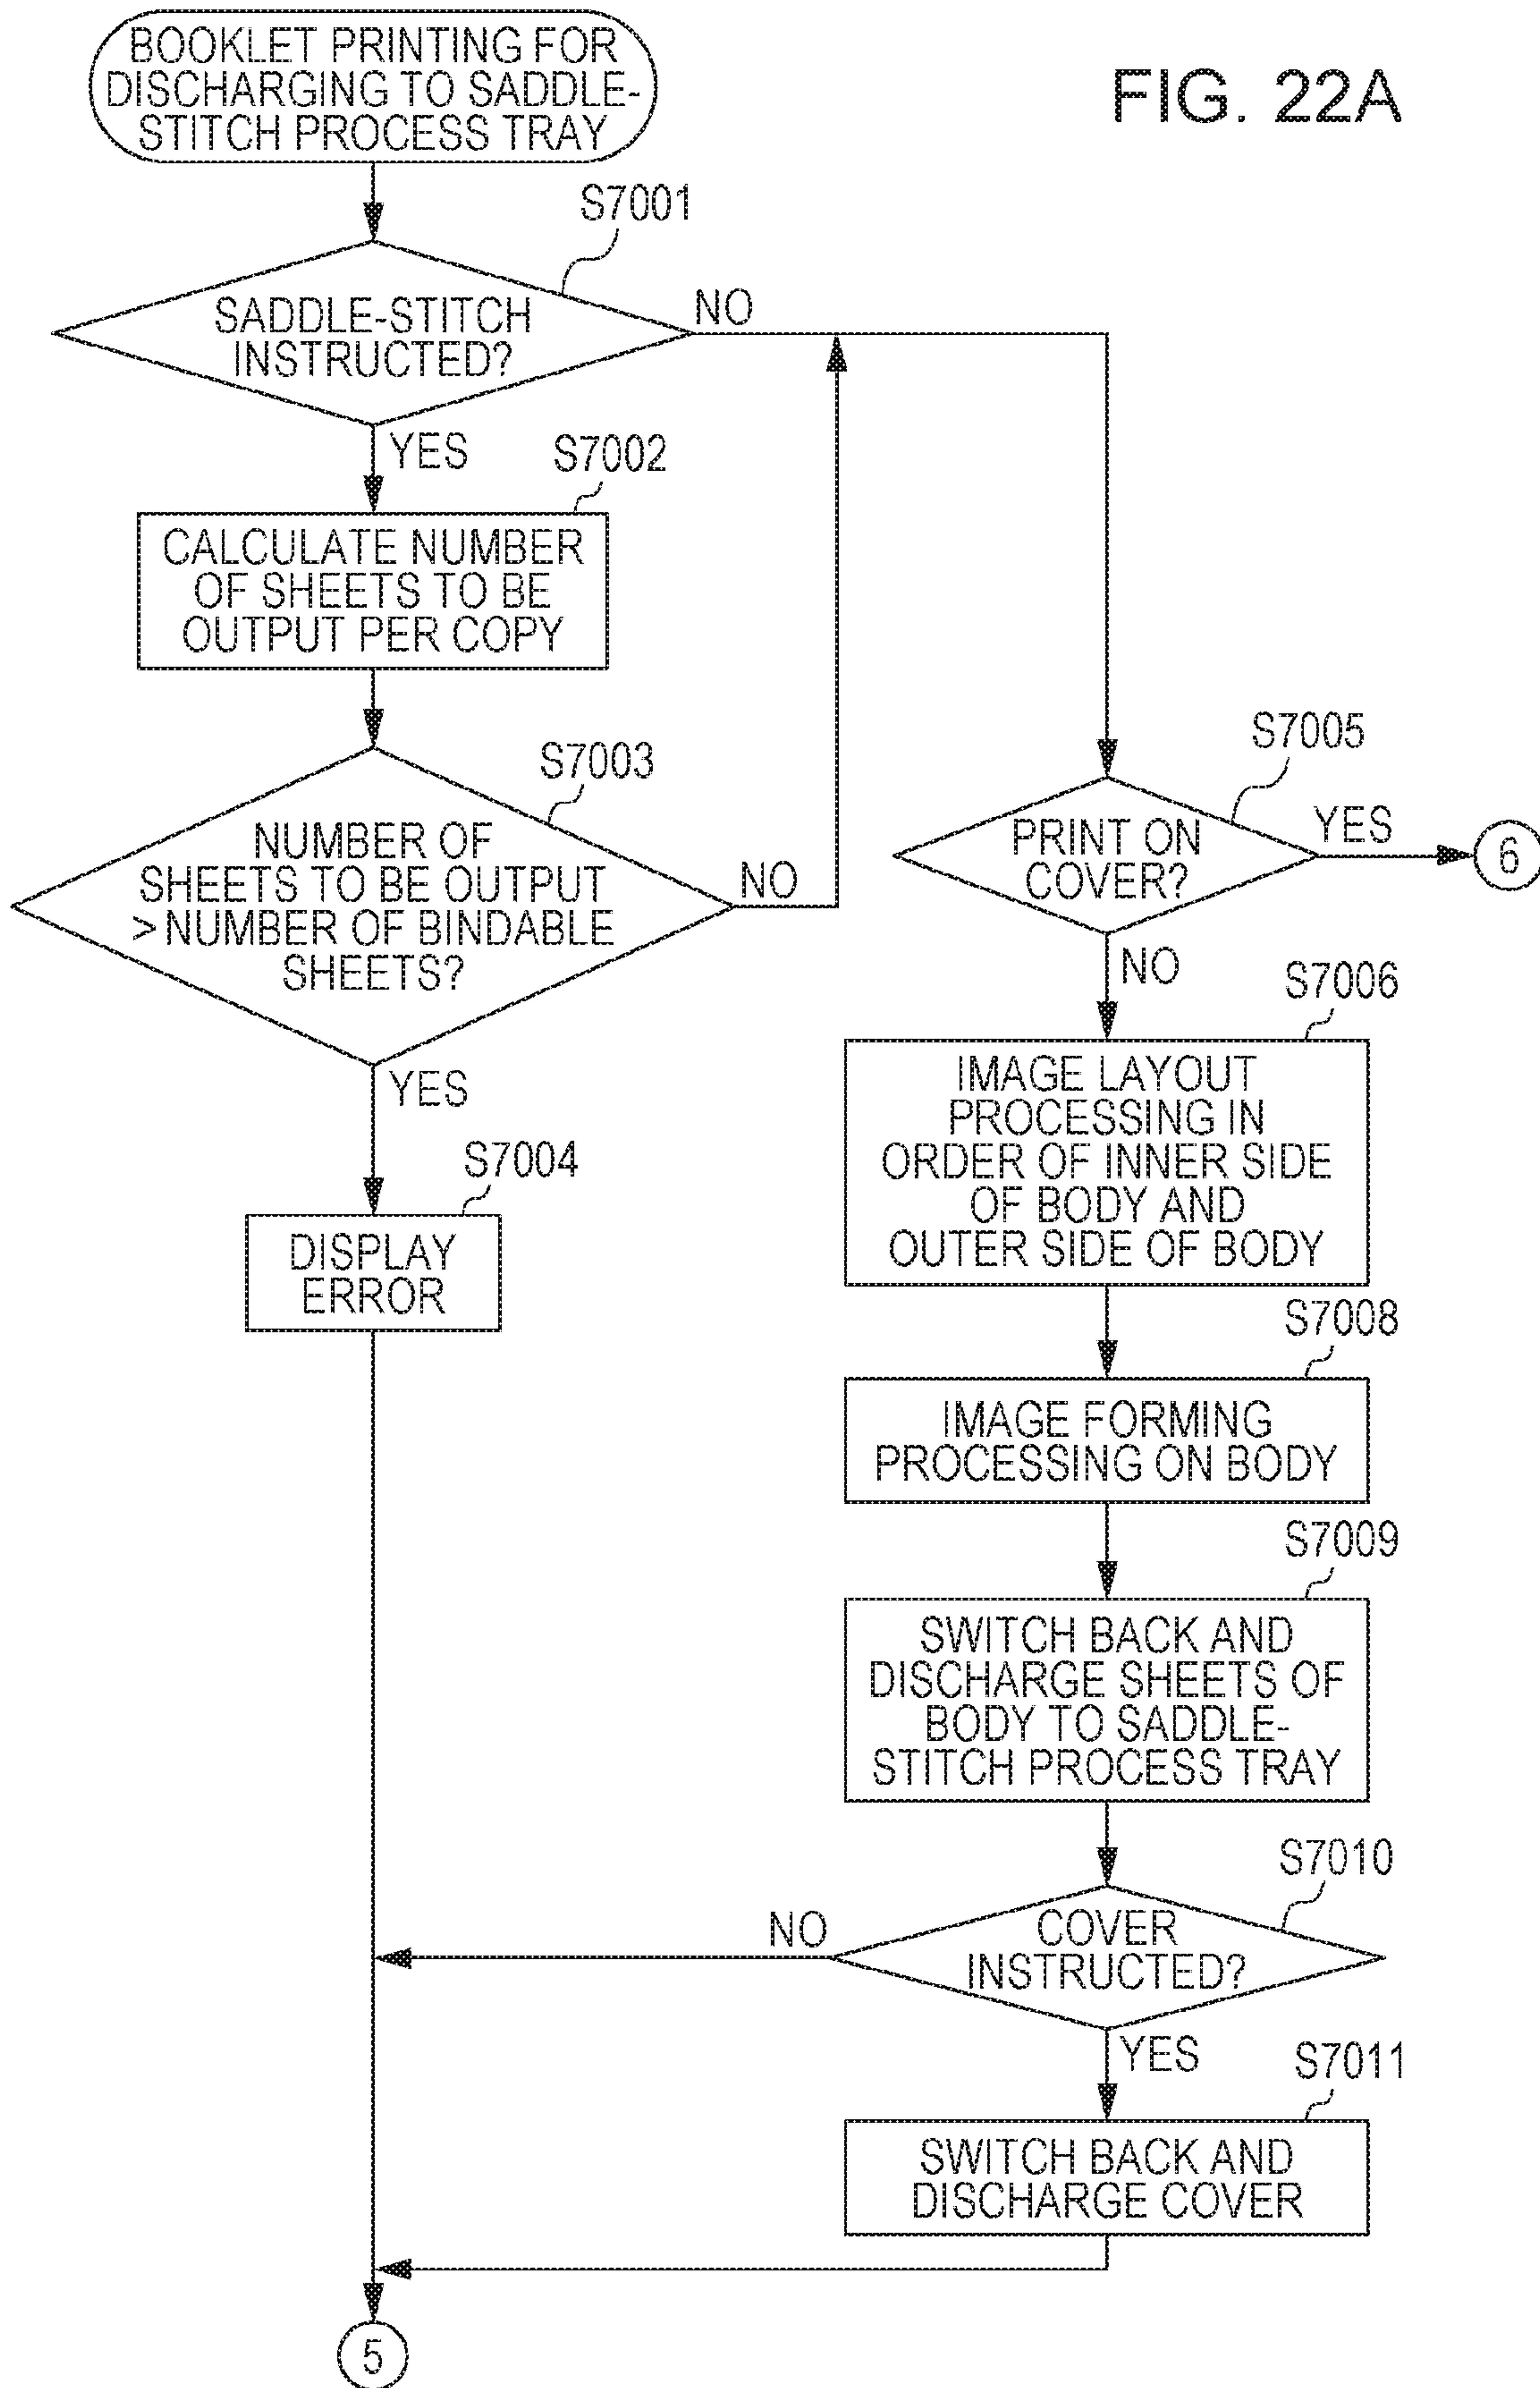 FIG. 22A
BOOKLET PRINTING FOR
DISCHARGING TO SADDLE-
STITCH PROCESS TRAY
S7001
SADDLE-STITCH
INSTRUCTED?
NO
YES
S7002
CALCULATE NUMBER
OF SHEETS TO BE
OUTPUT PER COPY
S7003
NUMBER OF
SHEETS TO BE OUTPUT
> NUMBER OF BINDABLE
SHEETS?
NO
YES
S7004
DISPLAY
ERROR
S7005
PRINT ON
COVER?
YES
6
NO
S7006
IMAGE LAYOUT
PROCESSING IN
ORDER OF INNER SIDE
OF BODY AND
OUTER SIDE OF BODY
S7008
IMAGE FORMING
PROCESSING ON BODY
S7009
SWITCH BACK AND
DISCHARGE SHEETS OF
BODY TO SADDLE-
STITCH PROCESS TRAY
S7010
COVER
INSTRUCTED?
NO
YES
S7011
SWITCH BACK AND
DISCHARGE COVER
5